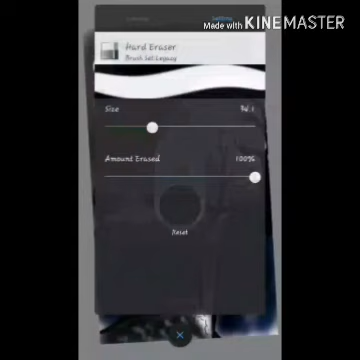 Made with KINEMASTER
Hard Eraser
Brush Set:Legacy
Size
Amount Erased 100%
Reset